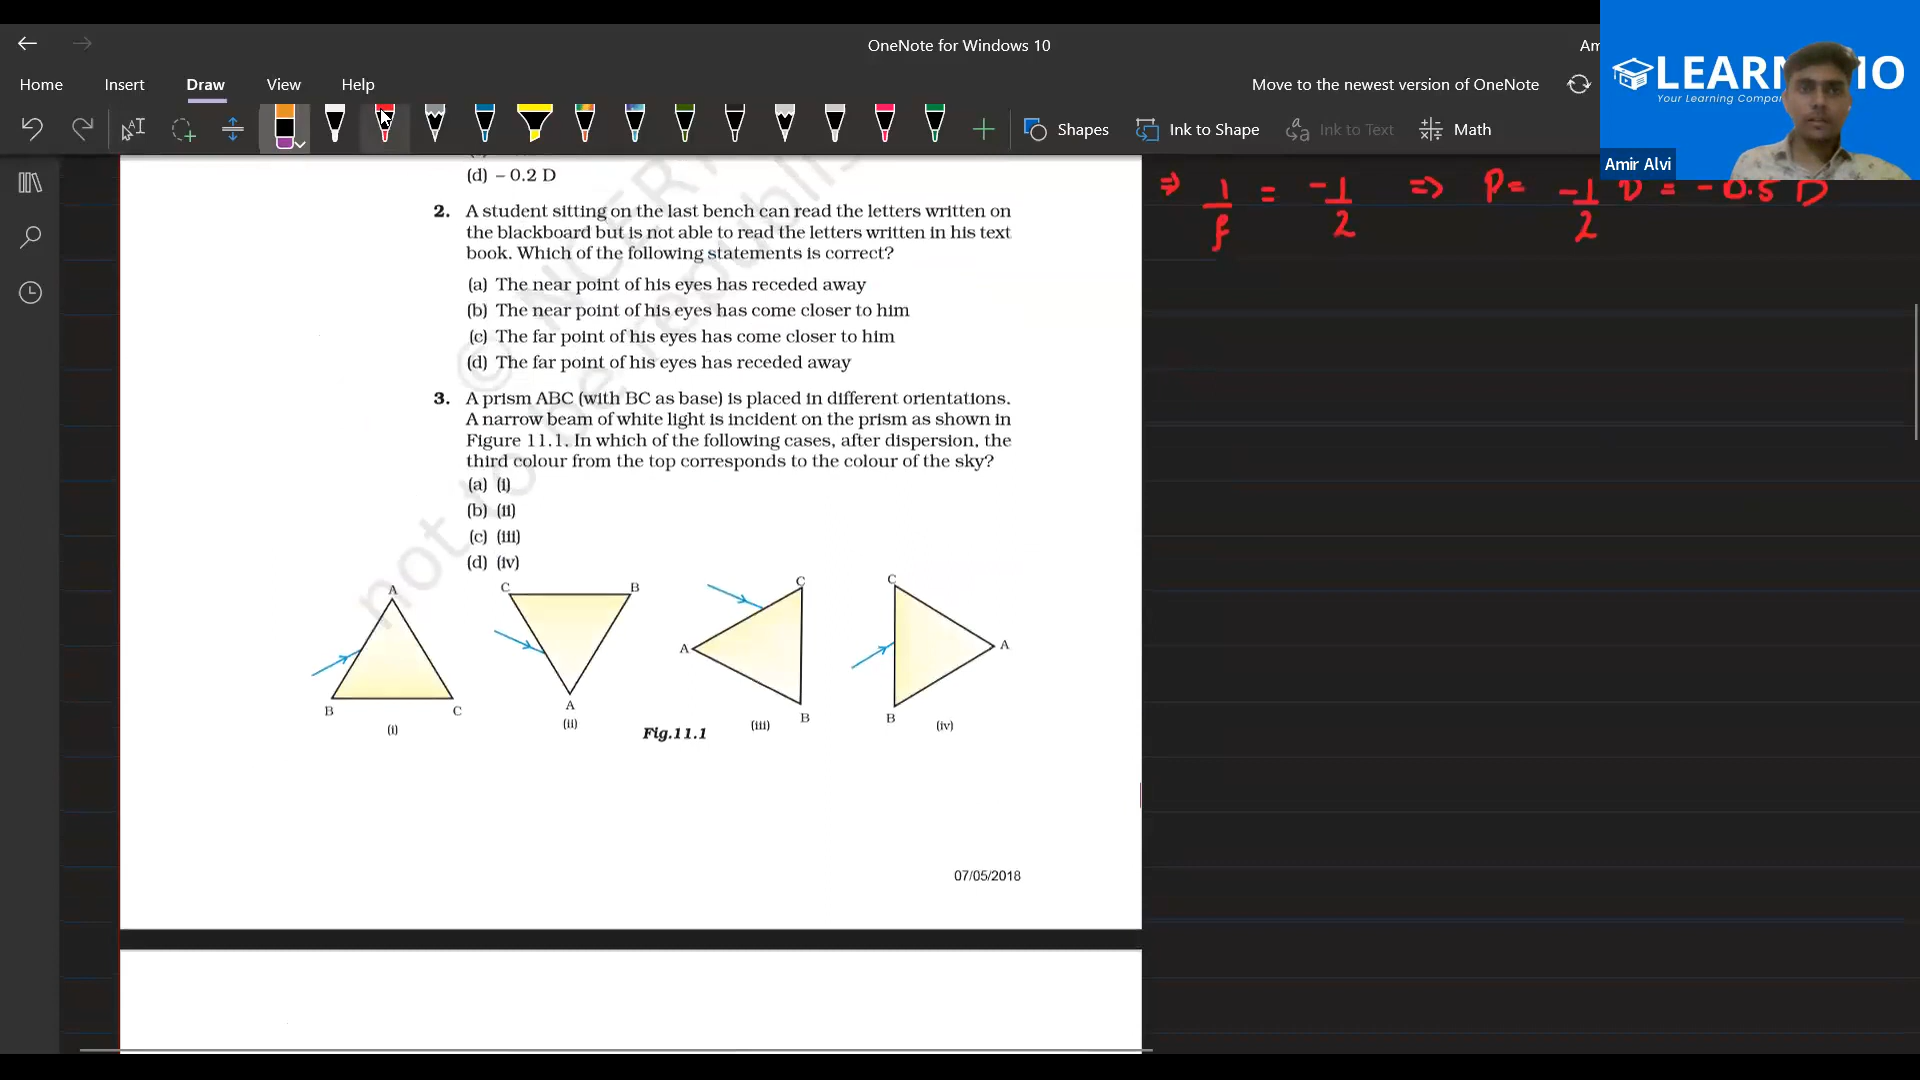 OneNote for Windows 10
Home Insert Draw View Help
Move to the newest version of OneNote
Your Learning Compa
Amir Alvi
Shapes Ink to Shape Ink to Text Math
(d) – 0.2 D
2. A student sitting on the last bench can read the letters written on
the blackboard but is not able to read the letters written in his text
book. Which of the following statements is correct?
(a) The near point of his eyes has receded away
(b) The near point of his eyes has come closer to him
(c) The far point of his eyes has come closer to him
(d) The far point of his eyes has receded away
3. A prism ABC (with BC as base) is placed in different orientations.
A narrow beam of white light is incident on the prism as shown in
Figure 11.1. In which of the following cases, after dispersion, the
third colour from the top corresponds to the colour of the sky?
(a) (i)
(b) (ii)
(c) (iii)
(d) (iv)
A B C (i)
C B A (ii)
C A B (iii)
C A B (iv)
Fig.11.1
07/05/2018
© NCERT
not to be republis
⇒ 1/f = -1/2 ⇒ P = -1/2 D = -0.5 D